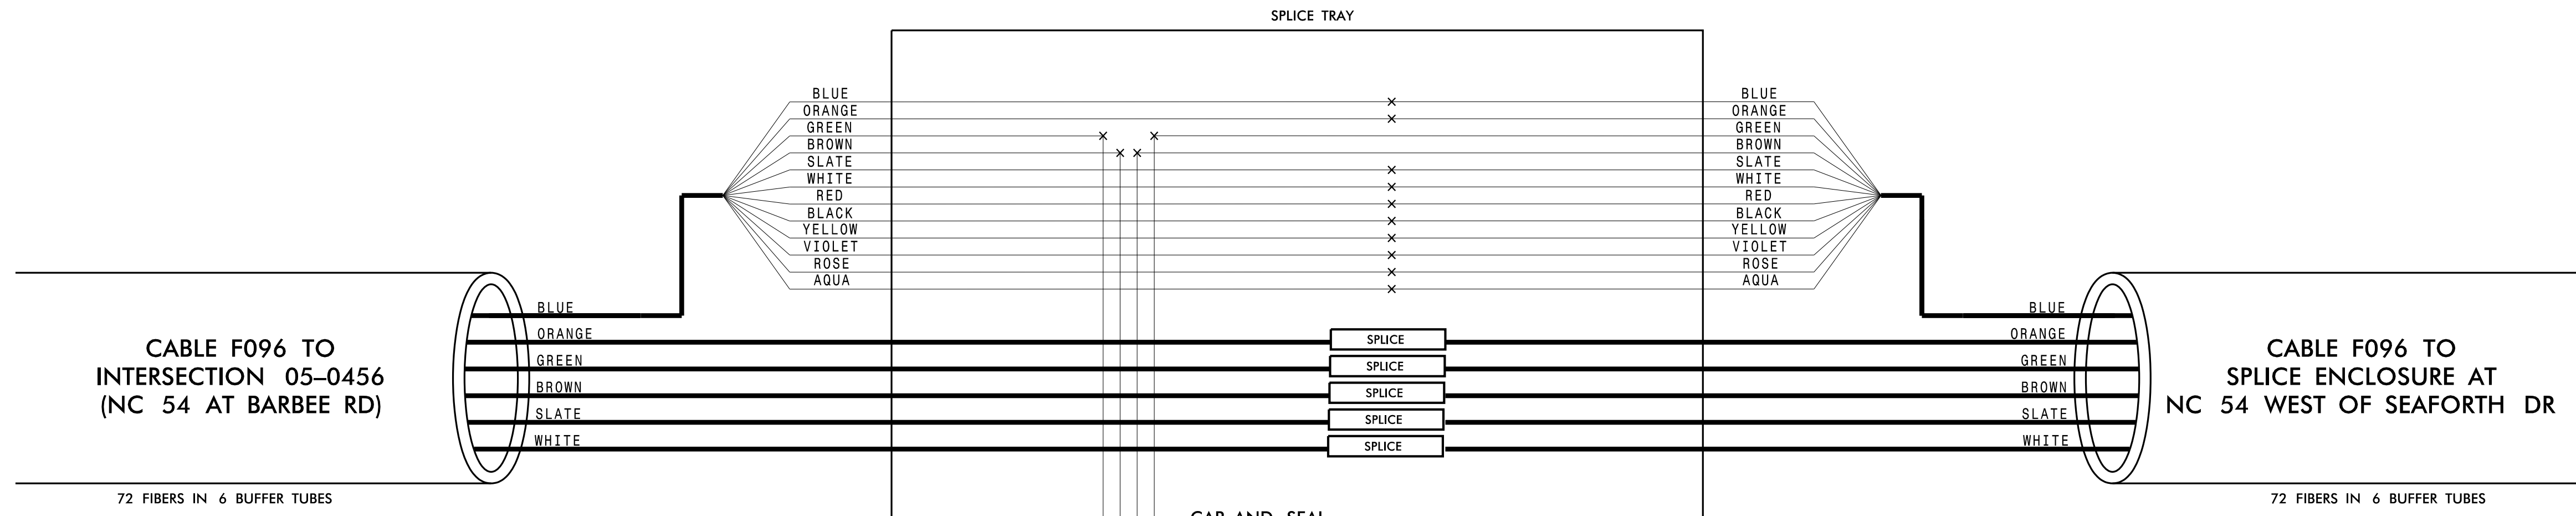 SPLICE TRAY
BLUE
ORANGE
GREEN
BROWN
SLATE
WHITE
RED
BLACK
YELLOW
VIOLET
ROSE
AQUA
BLUE
ORANGE
GREEN
BROWN
SLATE
WHITE
RED
BLACK
YELLOW
VIOLET
ROSE
AQUA
CABLE F096 TO
INTERSECTION 05–0456
(NC 54 AT BARBEE RD)
72 FIBERS IN 6 BUFFER TUBES
BLUE
ORANGE
GREEN
BROWN
SLATE
WHITE
SPLICE
SPLICE
SPLICE
SPLICE
SPLICE
BLUE
ORANGE
GREEN
BROWN
SLATE
WHITE
CABLE F096 TO
SPLICE ENCLOSURE AT
NC 54 WEST OF SEAFORTH DR
72 FIBERS IN 6 BUFFER TUBES
CAP AND SEAL